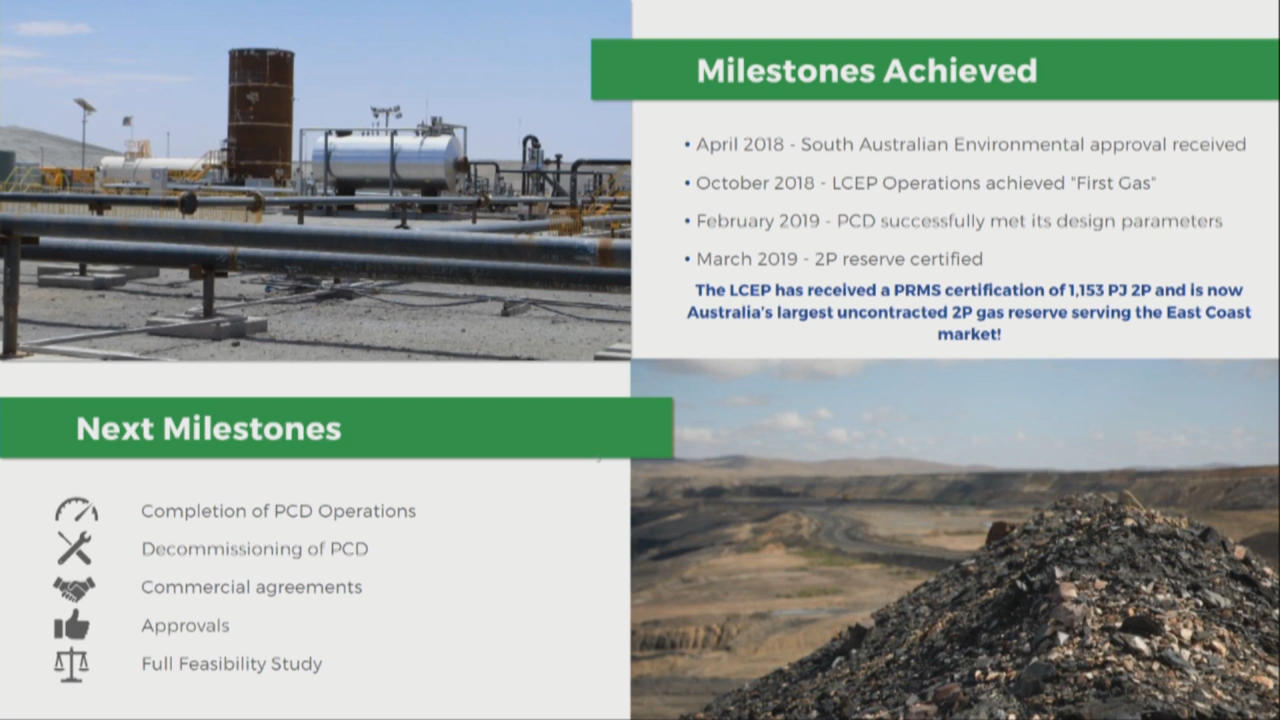 Milestones Achieved
• April 2018 - South Australian Environmental approval received
• October 2018 - LCEP Operations achieved "First Gas"
• February 2019 - PCD successfully met its design parameters
• March 2019 - 2P reserve certified
The LCEP has received a PRMS certification of 1,153 PJ 2P and is now
Australia's largest uncontracted 2P gas reserve serving the East Coast
market!
Next Milestones
Completion of PCD Operations
Decommissioning of PCD
Commercial agreements
Approvals
Full Feasibility Study